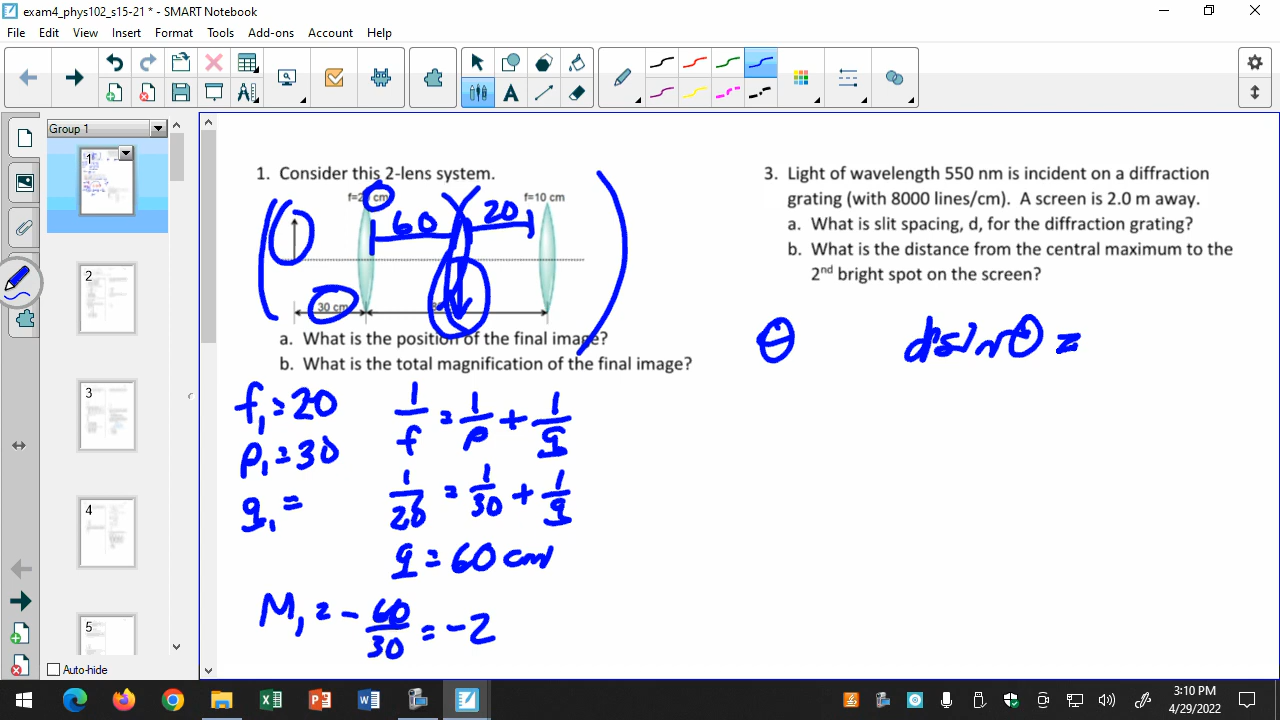 exam4_phys102_s15-21 * - SMART Notebook
File Edit View Insert Format Tools Add-ons Account Help
Group 1
1
2
3
4
5
Auto-hide
1. Consider this 2-lens system.
cm
f=10 cm
60
20
30 cm
a. What is the position of the final image?
b. What is the total magnification of the final image?
f₁ = 20
p₁ = 30
q₁ =
1/f = 1/p + 1/q
1/20 = 1/30 + 1/q
q = 60 cm
M₁ = - 60/30 = -2
3. Light of wavelength 550 nm is incident on a diffraction
grating (with 8000 lines/cm). A screen is 2.0 m away.
a. What is slit spacing, d, for the diffraction grating?
b. What is the distance from the central maximum to the
2nd bright spot on the screen?
θ
d sin θ =
3:10 PM
4/29/2022